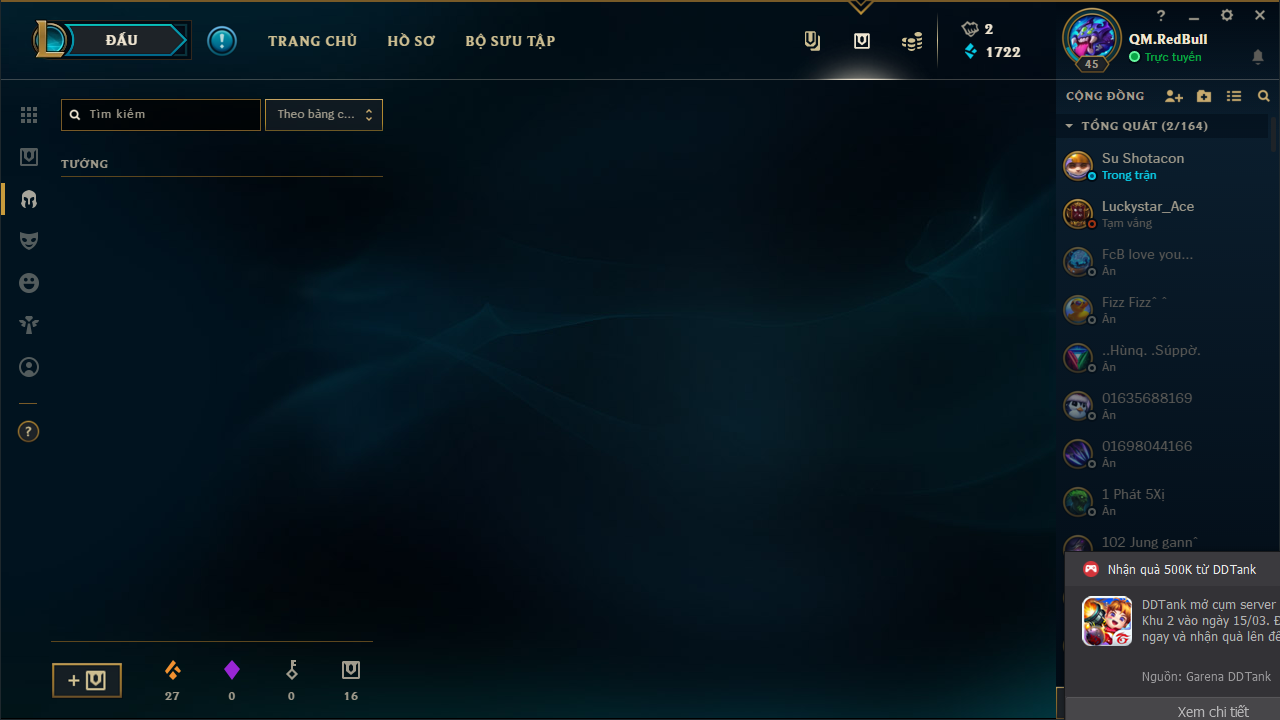 ĐẤU
TRANG CHỦ
HỒ SƠ
BỘ SƯU TẬP
2
1722
45
?
QM.RedBull
Trực tuyến
CỘNG ĐỒNG
TỔNG QUÁT (2/164)
Tìm kiếm
Theo bảng c...
TƯỚNG
Su Shotacon
Trong trận
Luckystar_Ace
Tạm vắng
FcB love you...
Ẩn
Fizz Fizzˆ ˆ
Ẩn
..Hùnq. .Súppờ.
Ẩn
01635688169
Ẩn
01698044166
Ẩn
1 Phát 5Xị
Ẩn
102 Jung gannˆ
?
27
0
0
16
Nhận quà 500K từ DDTank
DDTank mở cụm server
Khu 2 vào ngày 15/03. Đ
ngay và nhận quà lên đế
Nguồn: Garena DDTank
Xem chi tiết